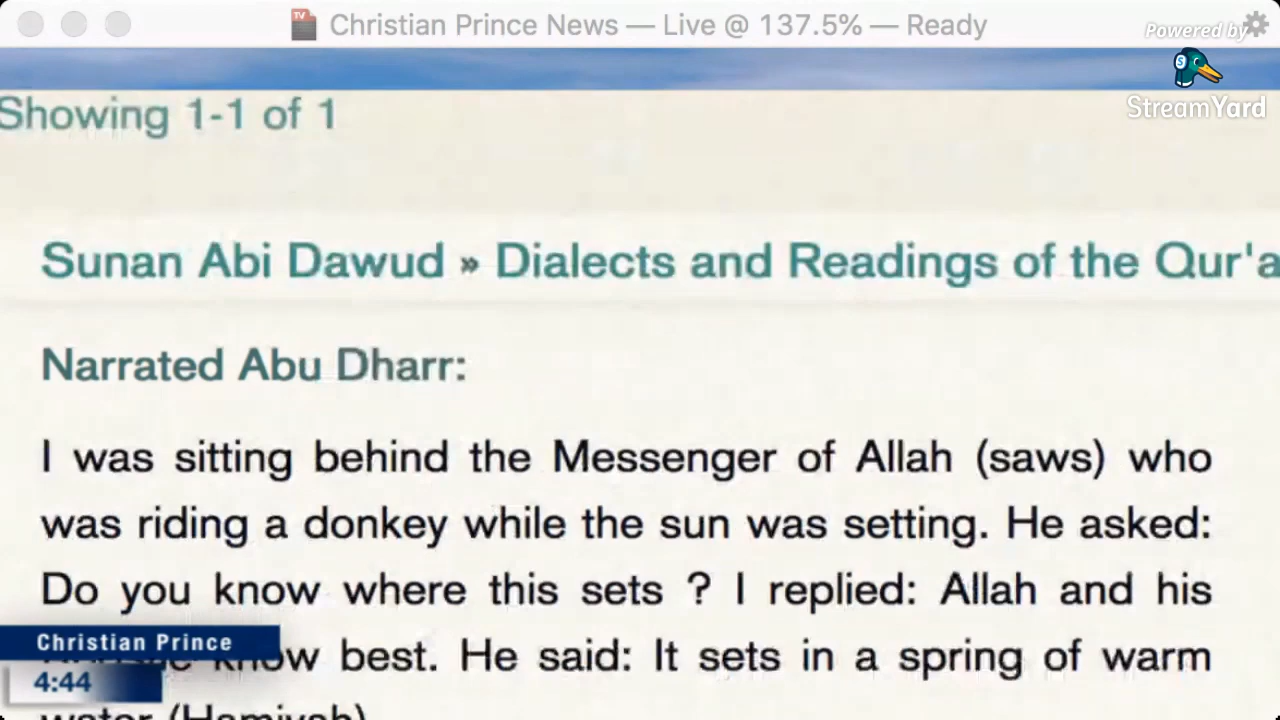 Christian Prince News — Live @ 137.5% — Ready
Powered by
StreamYard
Showing 1-1 of 1
Sunan Abi Dawud » Dialects and Readings of the Qur'a
Narrated Abu Dharr:
I was sitting behind the Messenger of Allah (saws) who
was riding a donkey while the sun was setting. He asked:
Do you know where this sets ? I replied: Allah and his
know best. He said: It sets in a spring of warm
water (Hamiyah)
Christian Prince
4:44